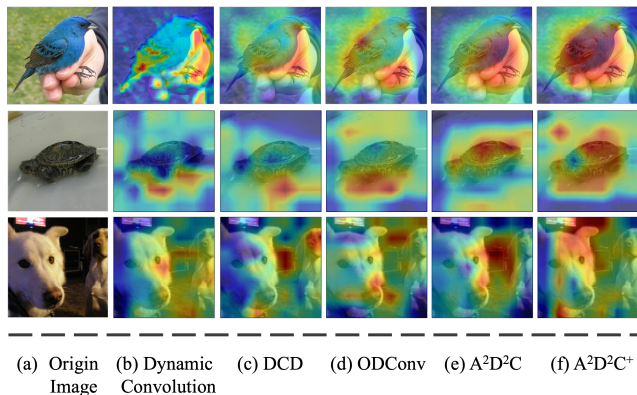 (a) Origin Image
(b) Dynamic Convolution
(c) DCD
(d) ODConv
(e) A²D²C
(f) A²D²C⁺